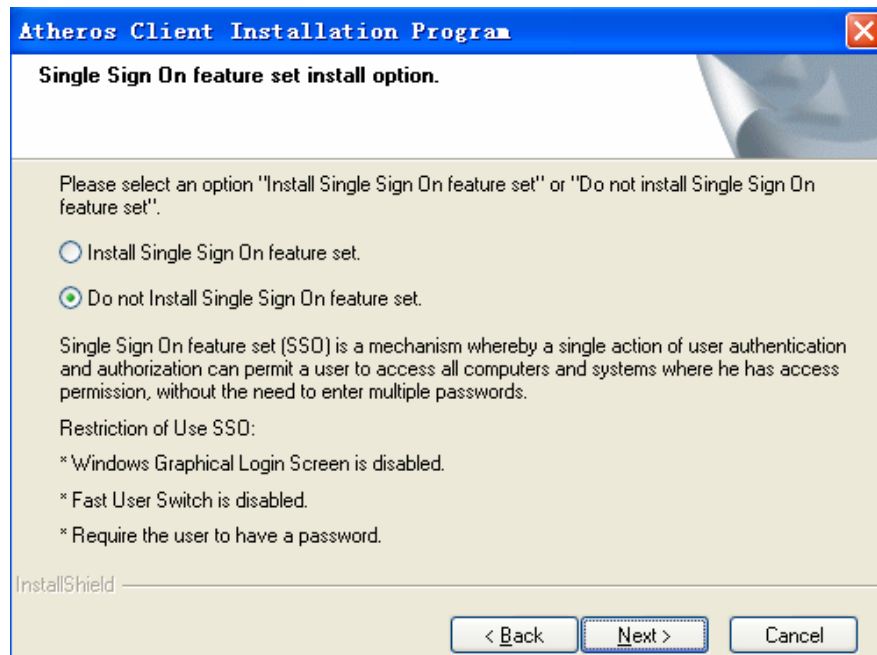 Atheros Client Installation Program
Single Sign On feature set install option.
Please select an option "Install Single Sign On feature set" or "Do not install Single Sign On
feature set".
Install Single Sign On feature set.
Do not Install Single Sign On feature set.
Single Sign On feature set (SSO) is a mechanism whereby a single action of user authentication
and authorization can permit a user to access all computers and systems where he has access
permission, without the need to enter multiple passwords.
Restriction of Use SSO:
* Windows Graphical Login Screen is disabled.
* Fast User Switch is disabled.
* Require the user to have a password.
InstallShield
< Back Next > Cancel